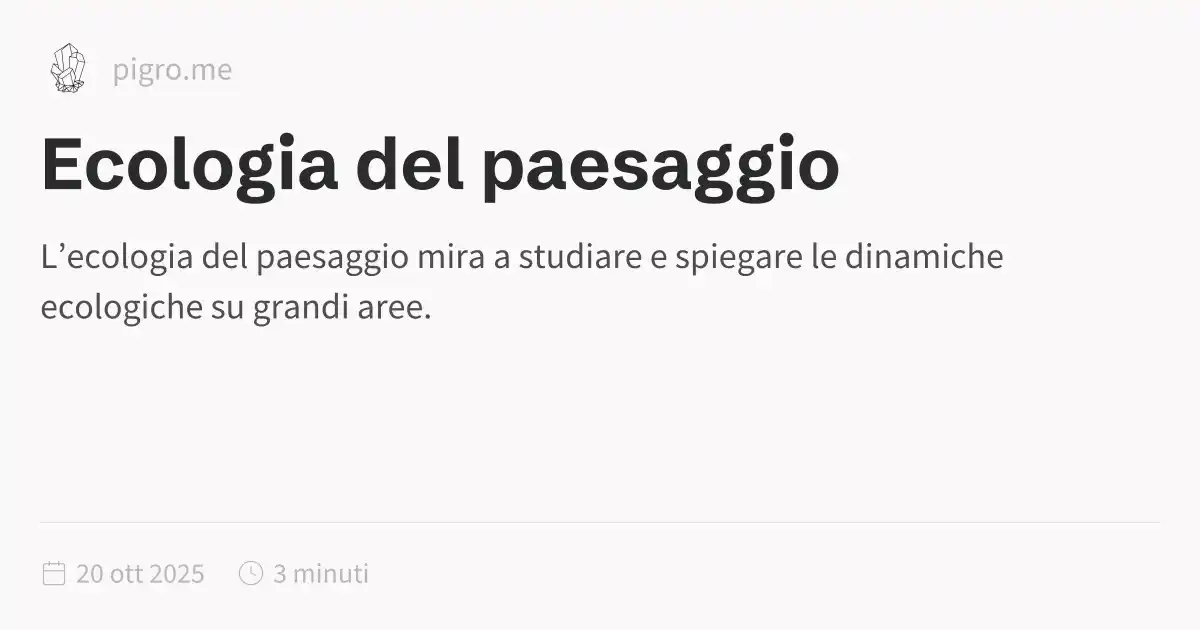 pigro.me
Ecologia del paesaggio
L’ecologia del paesaggio mira a studiare e spiegare le dinamiche
ecologiche su grandi aree.
20 ott 2025 3 minuti